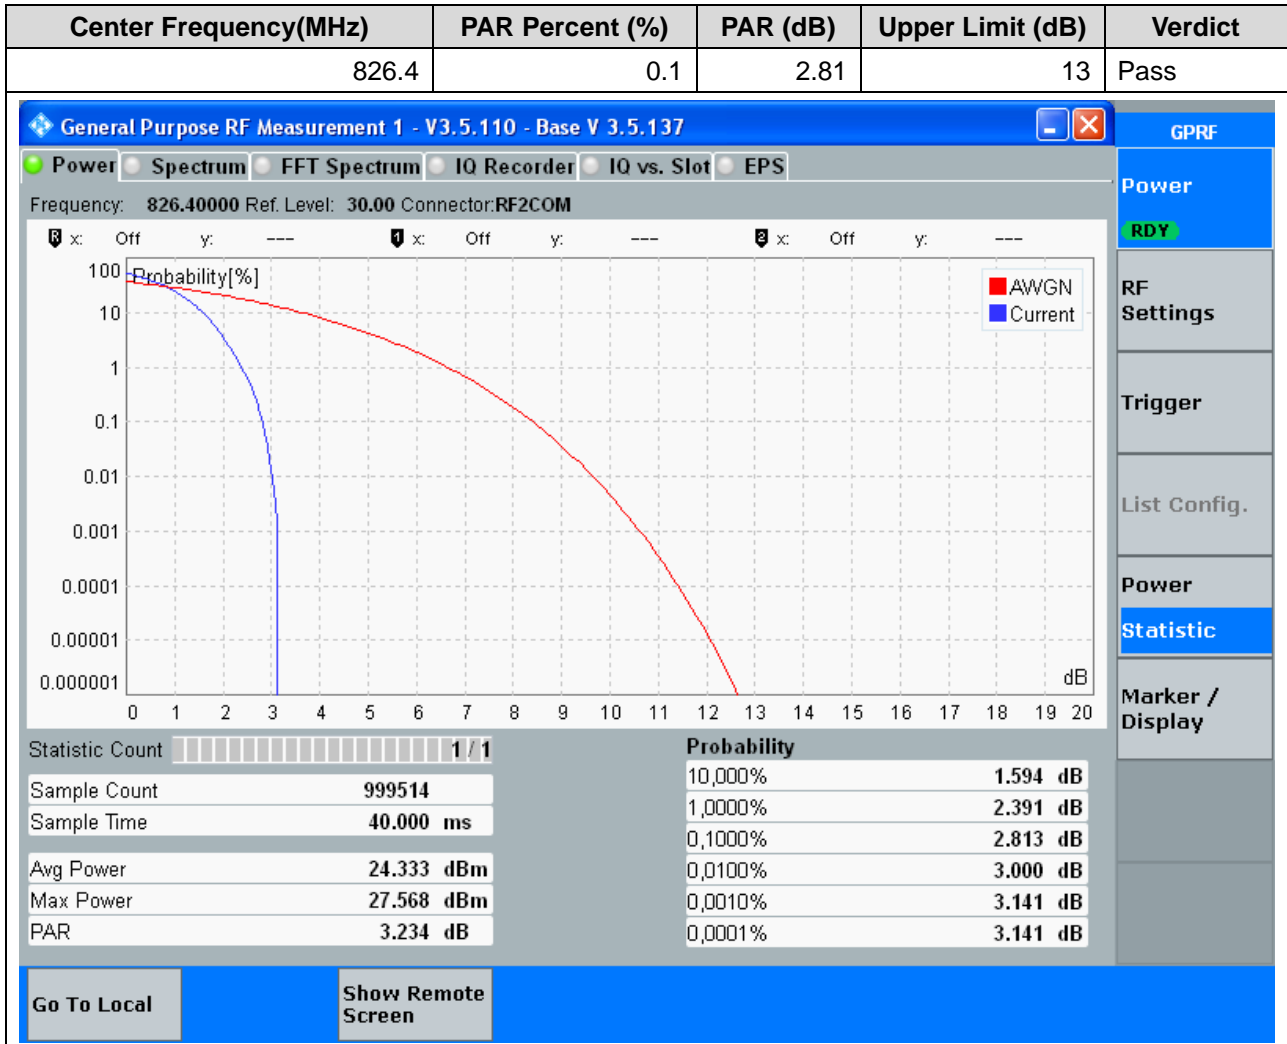 Center Frequency(MHz) PAR Percent (%) PAR (dB) Upper Limit (dB) Verdict
826.4 0.1 2.81 13 Pass
General Purpose RF Measurement 1 - V3.5.110 - Base V 3.5.137
GPRF
Power Spectrum FFT Spectrum IQ Recorder IQ vs. Slot EPS
Power
RDY
Frequency: 826.40000 Ref. Level: 30.00 Connector:RF2COM
R x: Off y: --- 1 x: Off y: --- 2 x: Off y: ---
Probability[%]
AWGN
Current
100
10
1
0.1
0.01
0.001
0.0001
0.00001
0.000001
dB
0 1 2 3 4 5 6 7 8 9 10 11 12 13 14 15 16 17 18 19 20
RF
Settings
Trigger
List Config.
Power
Statistic
Marker /
Display
Statistic Count 1 / 1
Sample Count 999514
Sample Time 40.000 ms
Avg Power 24.333 dBm
Max Power 27.568 dBm
PAR 3.234 dB
Probability
10,000% 1.594 dB
1,0000% 2.391 dB
0,1000% 2.813 dB
0,0100% 3.000 dB
0,0010% 3.141 dB
0,0001% 3.141 dB
Go To Local
Show Remote
Screen